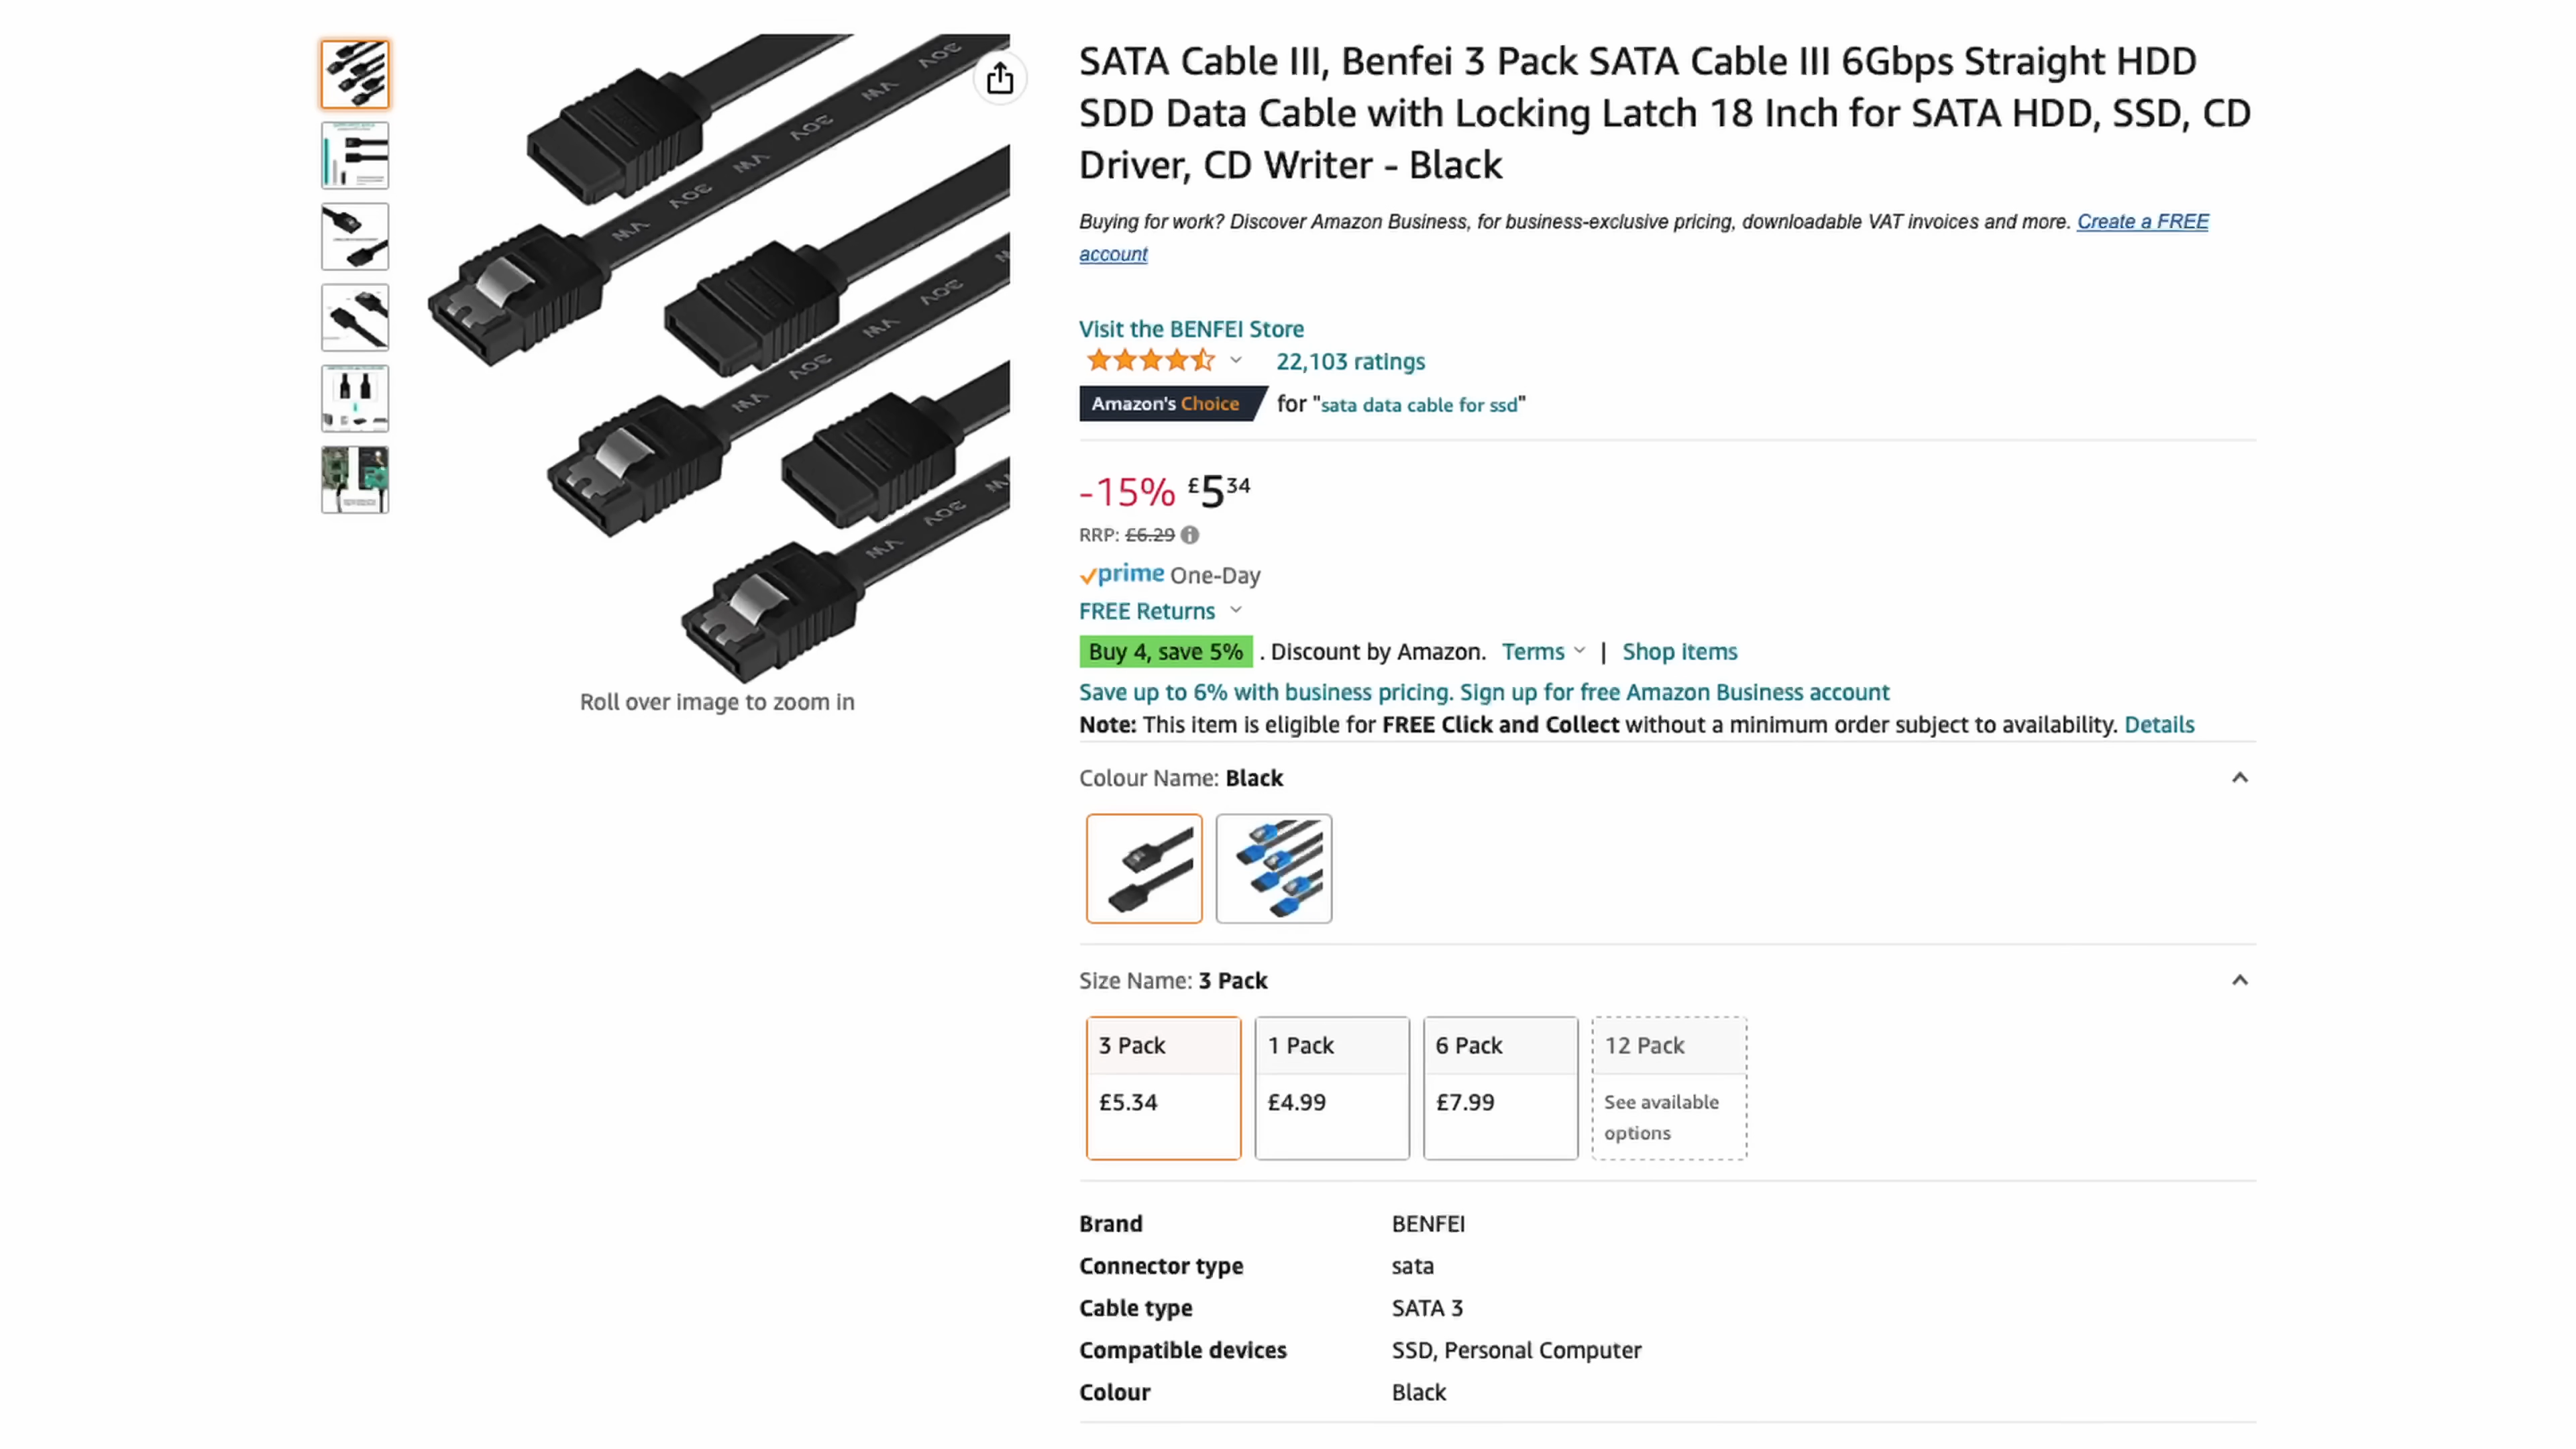 SATA Cable III, Benfei 3 Pack SATA Cable III 6Gbps Straight HDD
SDD Data Cable with Locking Latch 18 Inch for SATA HDD, SSD, CD
Driver, CD Writer - Black
Buying for work? Discover Amazon Business, for business-exclusive pricing, downloadable VAT invoices and more. Create a FREE
account
Visit the BENFEI Store
22,103 ratings
Amazon's Choice for "sata data cable for ssd"
-15% £5 34
RRP: £6.29
prime One-Day
FREE Returns
Buy 4, save 5% . Discount by Amazon. Terms | Shop items
Save up to 6% with business pricing. Sign up for free Amazon Business account
Note: This item is eligible for FREE Click and Collect without a minimum order subject to availability. Details
Roll over image to zoom in
Colour Name: Black
Size Name: 3 Pack
3 Pack
£5.34
1 Pack
£4.99
6 Pack
£7.99
12 Pack
See available
options
Brand BENFEI
Connector type sata
Cable type SATA 3
Compatible devices SSD, Personal Computer
Colour Black